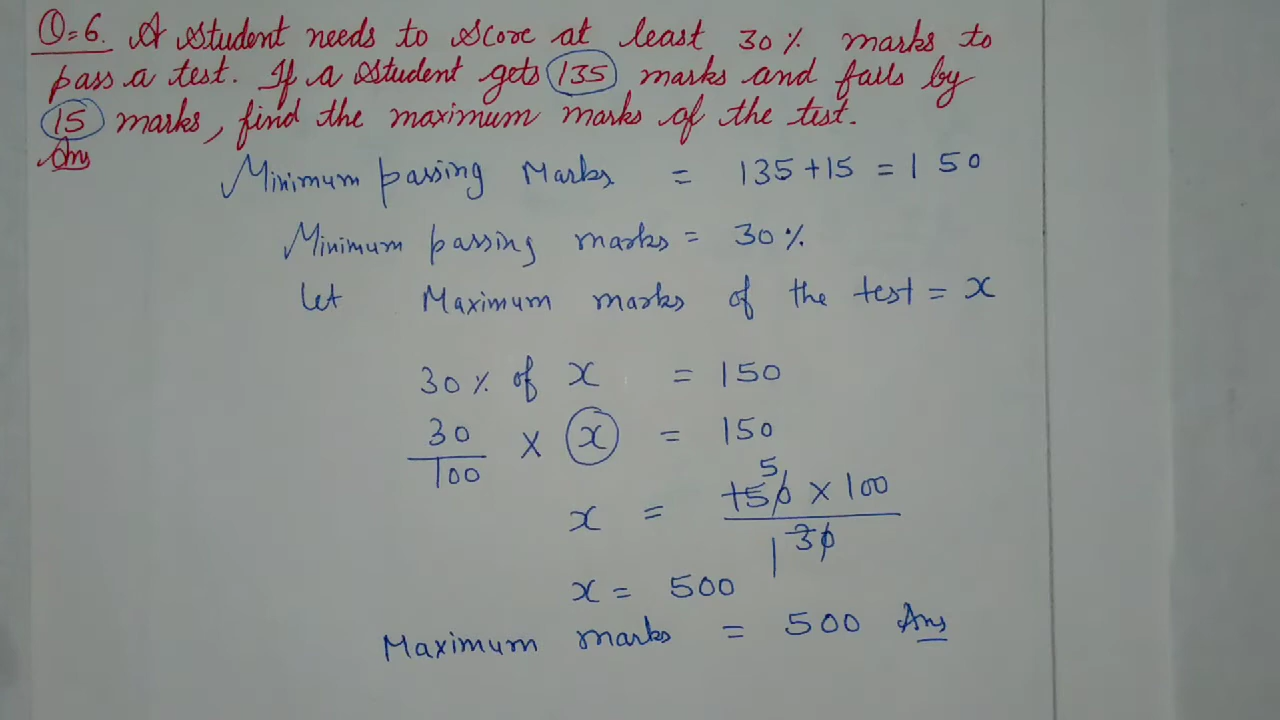 Q=6. A student needs to score at least 30% marks to
pass a test. If a student gets 135 marks and fails by
15 marks, find the maximum marks of the test.
Ans
Minimum passing Marks = 135 + 15 = 150
Minimum passing marks = 30%
Let Maximum marks of the test = x
30% of x = 150
30/100 × x = 150
5
x = 150 × 100 / 30
1
x = 500
Maximum marks = 500 Ans